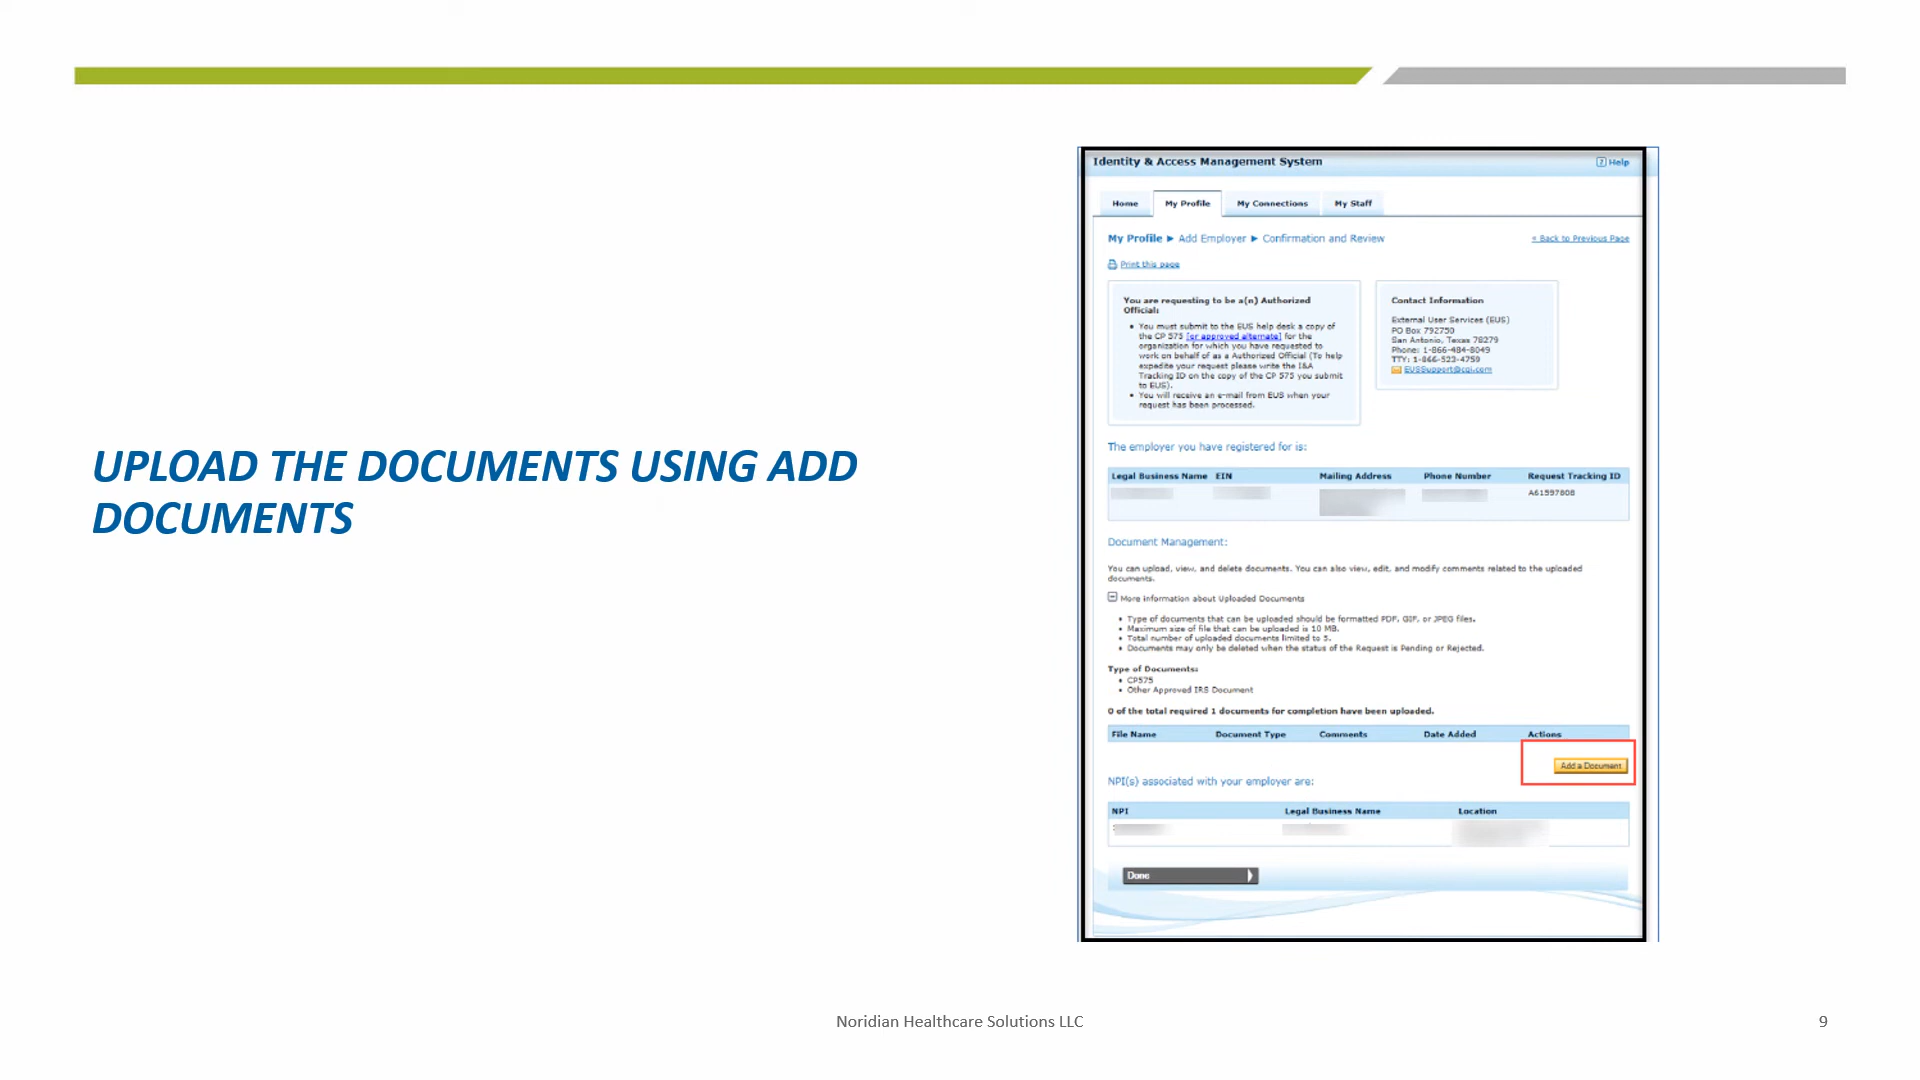 Identity & Access Management System
Help
Home
My Profile
My Connections
My Staff
My Profile ► Add Employer ► Confirmation and Review
« Back to Previous Page
Print this page
You are requesting to be a(n) Authorized
Official:
• You must submit to the EUS help desk a copy of
the CP 575 [or approved alternate] for the
organization for which you have requested to
work on behalf of as a Authorized Official (To help
expedite your request please write the I&A
Tracking ID on the copy of the CP 575 you submit
to EUS).
• You will receive an e-mail from EUS when your
request has been processed.
Contact Information
External User Services (EUS)
PO Box 792750
San Antonio, Texas 78279
Phone: 1-866-484-8049
TTY: 1-866-523-4759
EUSSupport@cgi.com
UPLOAD THE DOCUMENTS USING ADD
DOCUMENTS
The employer you have registered for is:
Legal Business Name EIN Mailing Address Phone Number Request Tracking ID
A61597808
Document Management:
You can upload, view, and delete documents. You can also view, edit, and modify comments related to the uploaded
documents.
More information about Uploaded Documents
• Type of documents that can be uploaded should be formatted PDF, GIF, or JPEG files.
• Maximum size of file that can be uploaded is 10 MB.
• Total number of uploaded documents limited to 5.
• Documents may only be deleted when the status of the Request is Pending or Rejected.
Type of Documents:
• CP575
• Other Approved IRS Document
0 of the total required 1 documents for completion have been uploaded.
File Name Document Type Comments Date Added Actions
Add a Document
NPI(s) associated with your employer are:
NPI Legal Business Name Location
Done
Noridian Healthcare Solutions LLC
9